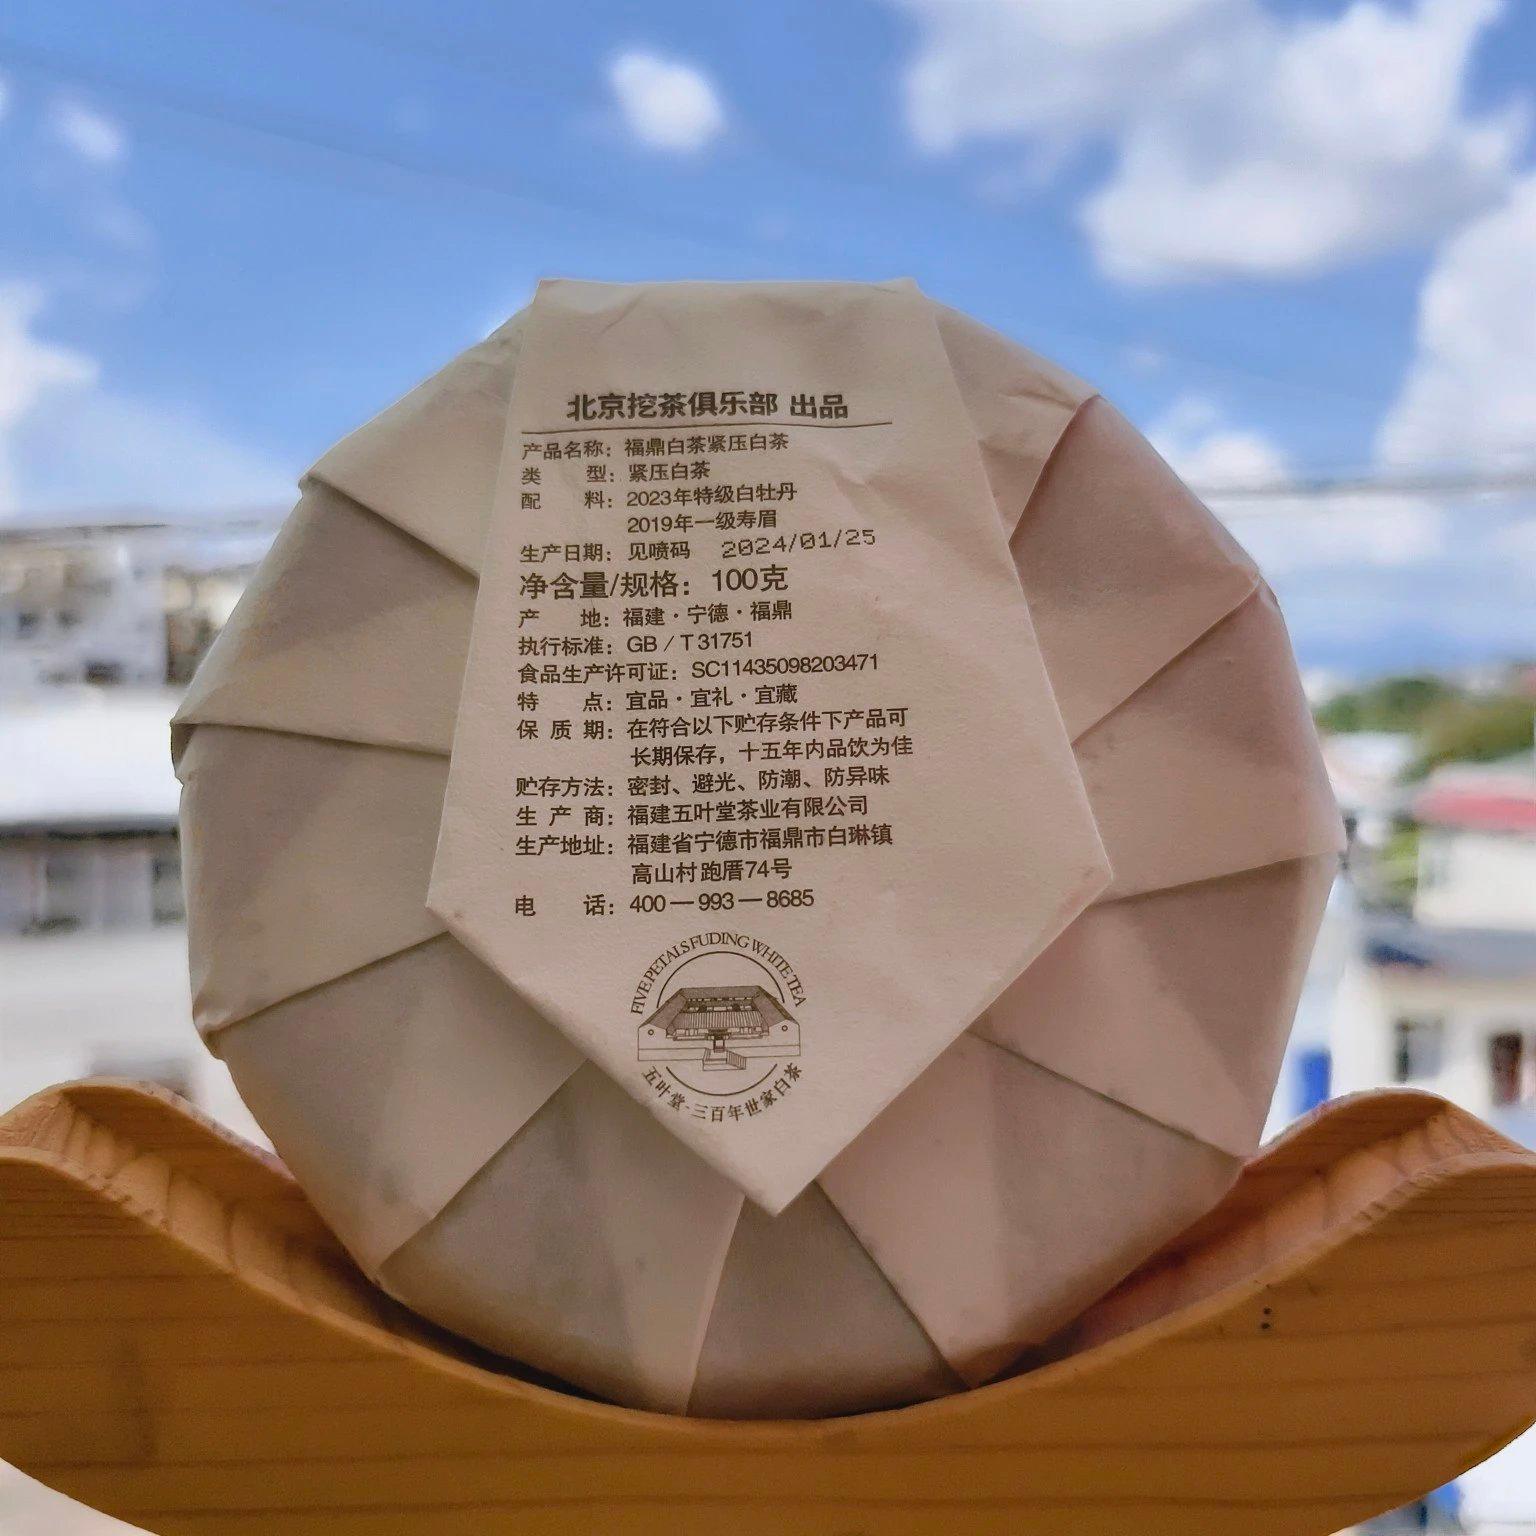 北京挖茶俱乐部 出品
产品名称：福鼎白茶紧压白茶
类 型：紧压白茶
配 料：2023年特级白牡丹
2019年一级寿眉
生产日期：见喷码 2024/01/25
净含量/规格：100克
产 地：福建·宁德·福鼎
执行标准：GB/T31751
食品生产许可证：SC11435098203471
特 点：宜品·宜礼·宜藏
保 质 期：在符合以下贮存条件下产品可
长期保存，十五年内品饮为佳
贮存方法：密封、避光、防潮、防异味
生 产 商：福建五叶堂茶业有限公司
生产地址：福建省宁德市福鼎市白琳镇
高山村跑厝74号
电 话：400—993—8685
FIVE PETALS FUDING WHITE TEA
五叶堂·三百年世家白茶